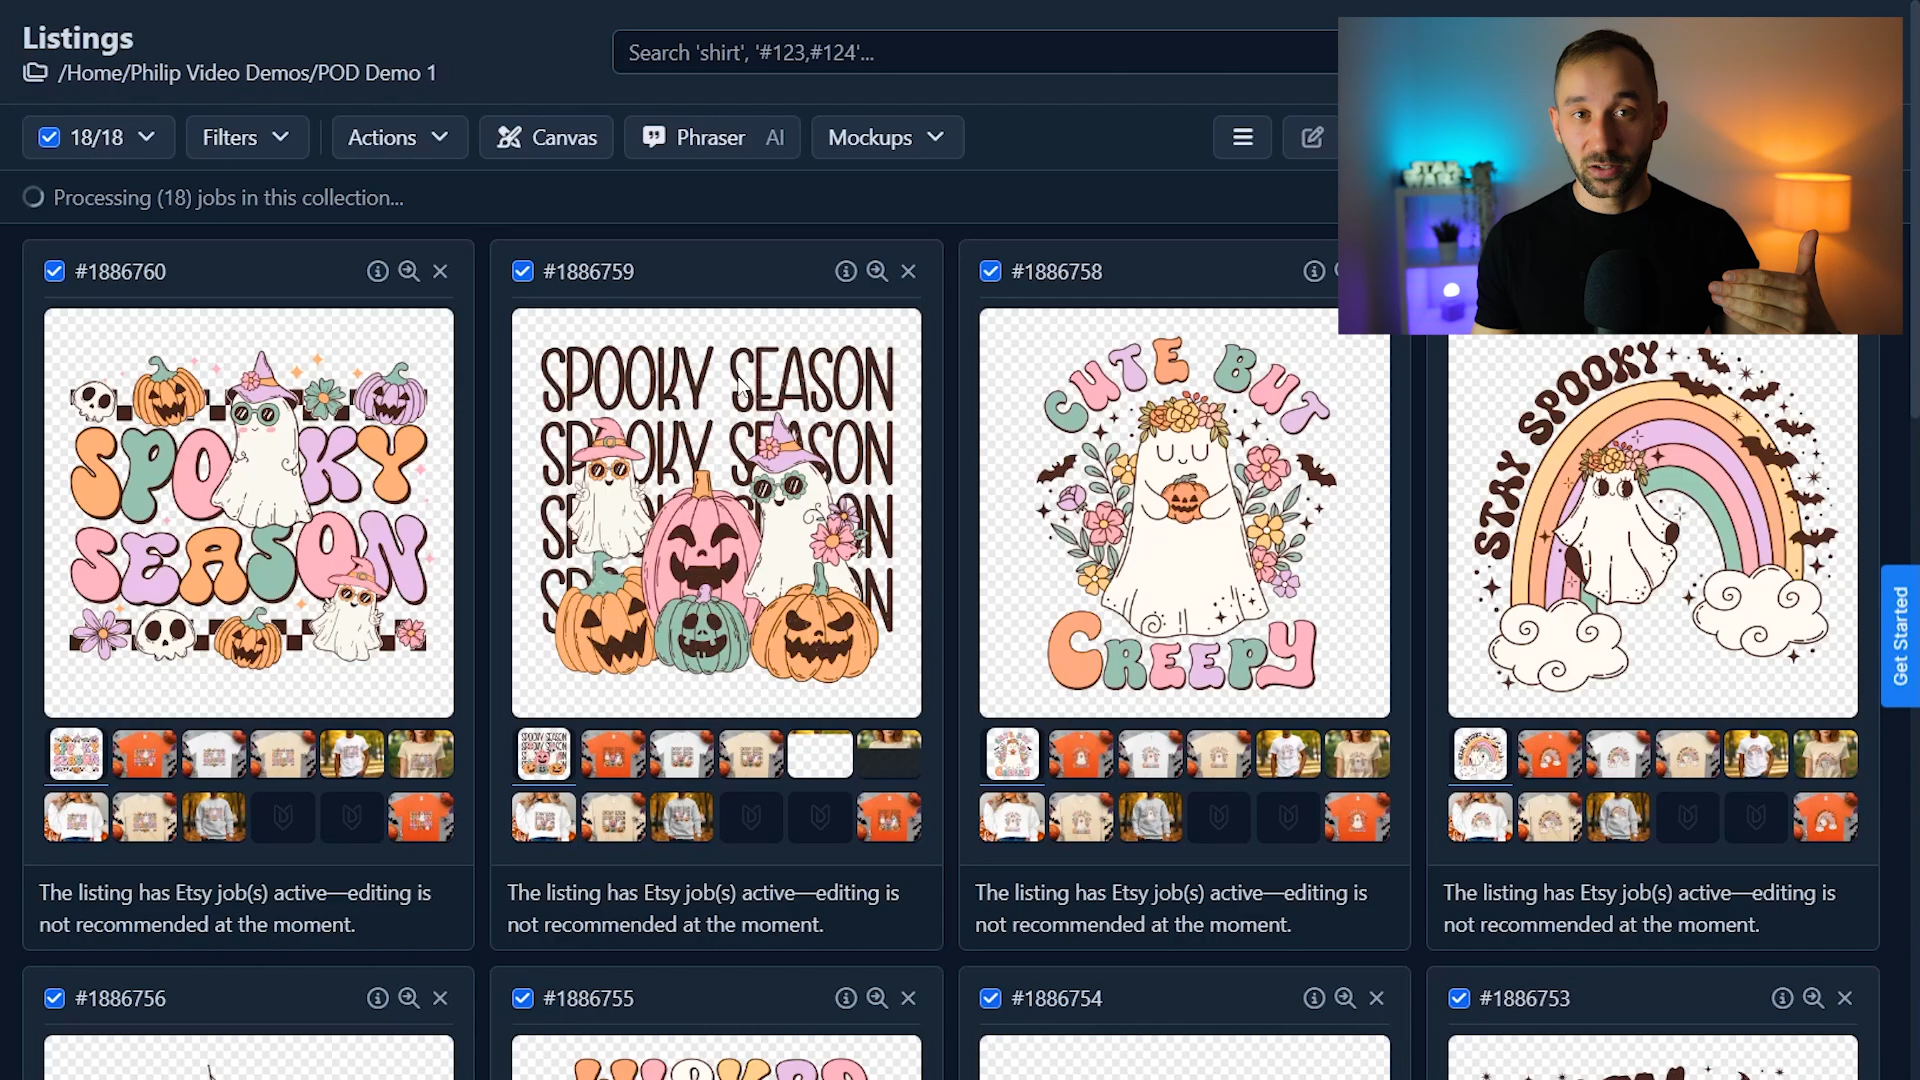 Listings
/Home/Philip Video Demos/POD Demo 1
Search 'shirt', '#123,#124'...
18/18
Filters
Actions
Canvas
Phraser AI
Mockups
Processing (18) jobs in this collection...
#1886760
#1886759
#1886758
SPOOKY
SEASON
SPOOKY SEASON
CUTE BUT
CREEPY
STAY SPOOKY
Get Started
The listing has Etsy job(s) active—editing is
not recommended at the moment.
The listing has Etsy job(s) active—editing is
not recommended at the moment.
The listing has Etsy job(s) active—editing is
not recommended at the moment.
The listing has Etsy job(s) active—editing is
not recommended at the moment.
#1886756
#1886755
#1886754
#1886753